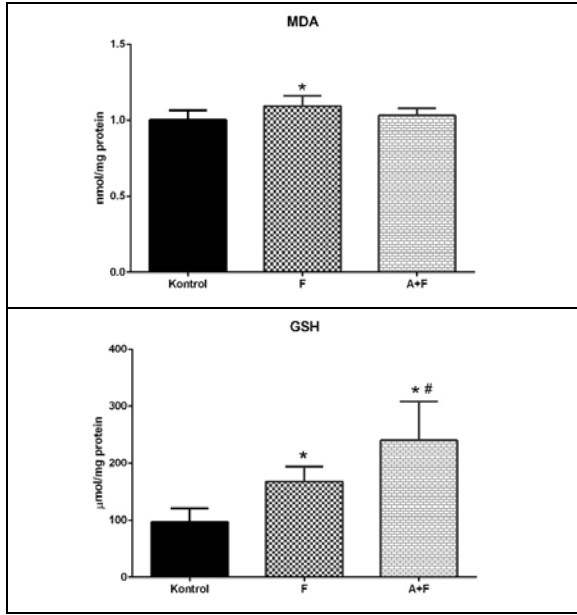 MDA
nmol/mg protein
1.5
1.0
0.5
0.0
*
Kontrol F A+F
GSH
µmol/mg protein
400
300
200
100
0
*
* #
Kontrol F A+F